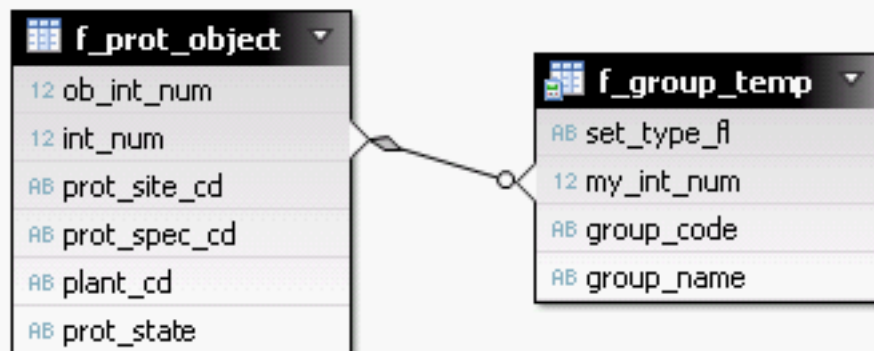 f_prot_object
12 ob_int_num
12 int_num
AB prot_site_cd
AB prot_spec_cd
AB plant_cd
AB prot_state
f_group_temp
AB set_type_fl
12 my_int_num
AB group_code
AB group_name